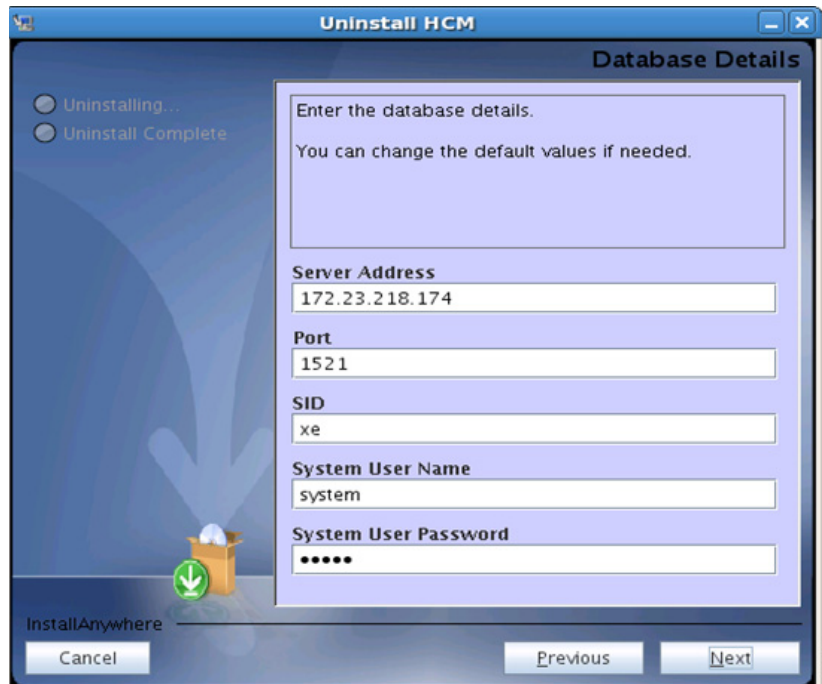 Uninstall HCM
Database Details
Uninstalling...
Uninstall Complete
Enter the database details.
You can change the default values if needed.
Server Address
172.23.218.174
Port
1521
SID
xe
System User Name
system
System User Password
•••••
InstallAnywhere
Cancel
Previous
Next